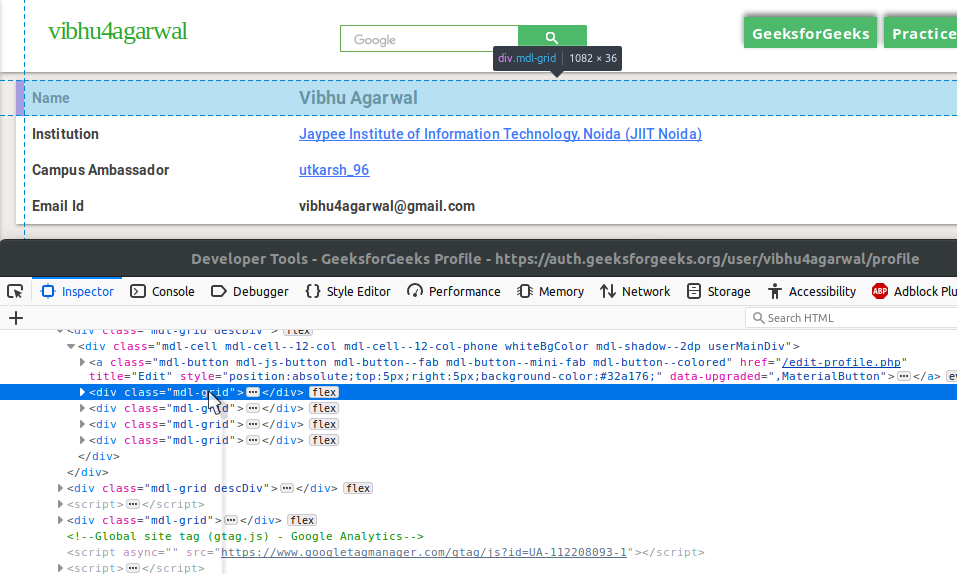 vibhu4agarwal
Google
GeeksforGeeks
Practice
div.mdl-grid | 1082 × 36
Name Vibhu Agarwal
Institution Jaypee Institute of Information Technology, Noida (JIIT Noida)
Campus Ambassador utkarsh_96
Email Id vibhu4agarwal@gmail.com
Developer Tools - GeeksforGeeks Profile - https://auth.geeksforgeeks.org/user/vibhu4agarwal/profile
Inspector Console Debugger {} Style Editor Performance Memory Network Storage Accessibility ABP Adblock Plu
+ Search HTML
<div class="mdl-grid descDiv"> flex
<div class="mdl-cell mdl-cell--12-col mdl-cell--12-col-phone whiteBgColor mdl-shadow--2dp userMainDiv">
<a class="mdl-button mdl-js-button mdl-button--fab mdl-button--mini-fab mdl-button--colored" href="/edit-profile.php"
title="Edit" style="position:absolute;top:5px;right:5px;background-color:#32a176;" data-upgraded=",MaterialButton">…</a> ev
<div class="mdl-grid">…</div> flex
<div class="mdl-grid">…</div> flex
<div class="mdl-grid">…</div> flex
<div class="mdl-grid">…</div> flex
</div>
</div>
<div class="mdl-grid descDiv">…</div> flex
<script>…</script>
<div class="mdl-grid">…</div> flex
<!--Global site tag (gtag.js) - Google Analytics-->
<script async="" src="https://www.googletagmanager.com/gtag/js?id=UA-112208093-1"></script>
<script>…</script>